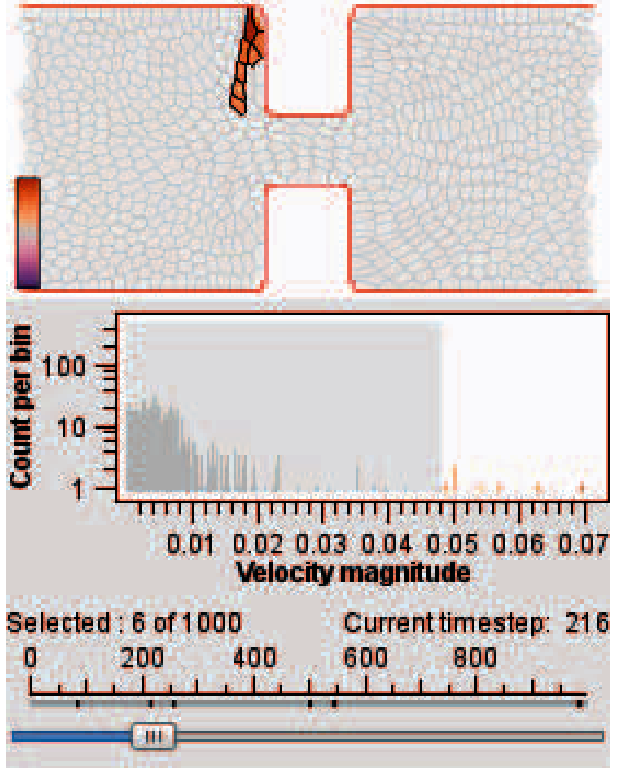 Count per bin
100
10
1
0.01 0.02 0.03 0.04 0.05 0.06 0.07
Velocity magnitude
Selected : 6 of 1000 Current timestep: 216
0 200 400 600 800